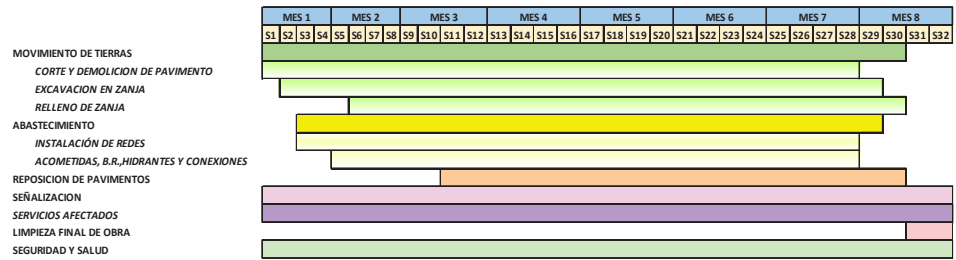 MES 1 MES 2 MES 3 MES 4 MES 5 MES 6 MES 7 MES 8
S1 S2 S3 S4 S5 S6 S7 S8 S9 S10 S11 S12 S13 S14 S15 S16 S17 S18 S19 S20 S21 S22 S23 S24 S25 S26 S27 S28 S29 S30 S31 S32
MOVIMIENTO DE TIERRAS
CORTE Y DEMOLICION DE PAVIMENTO
EXCAVACION EN ZANJA
RELLENO DE ZANJA
ABASTECIMIENTO
INSTALACIÓN DE REDES
ACOMETIDAS, B.R.,HIDRANTES Y CONEXIONES
REPOSICION DE PAVIMENTOS
SEÑALIZACION
SERVICIOS AFECTADOS
LIMPIEZA FINAL DE OBRA
SEGURIDAD Y SALUD